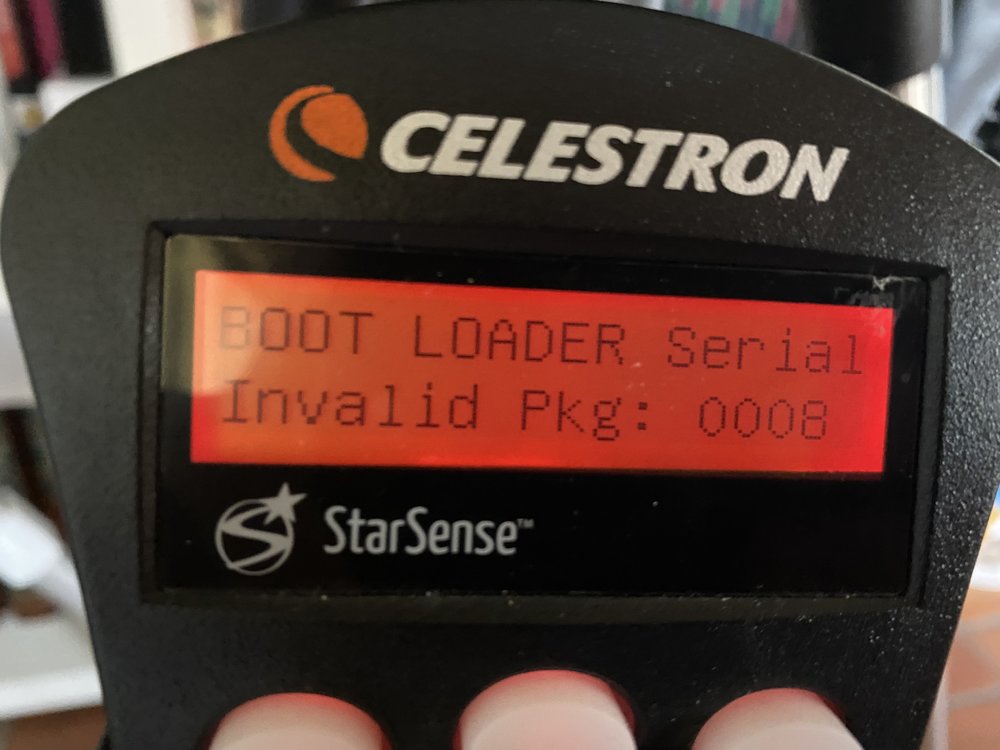 CELESTRON
BOOT LOADER Serial
Invalid Pkg: 0008
StarSense™